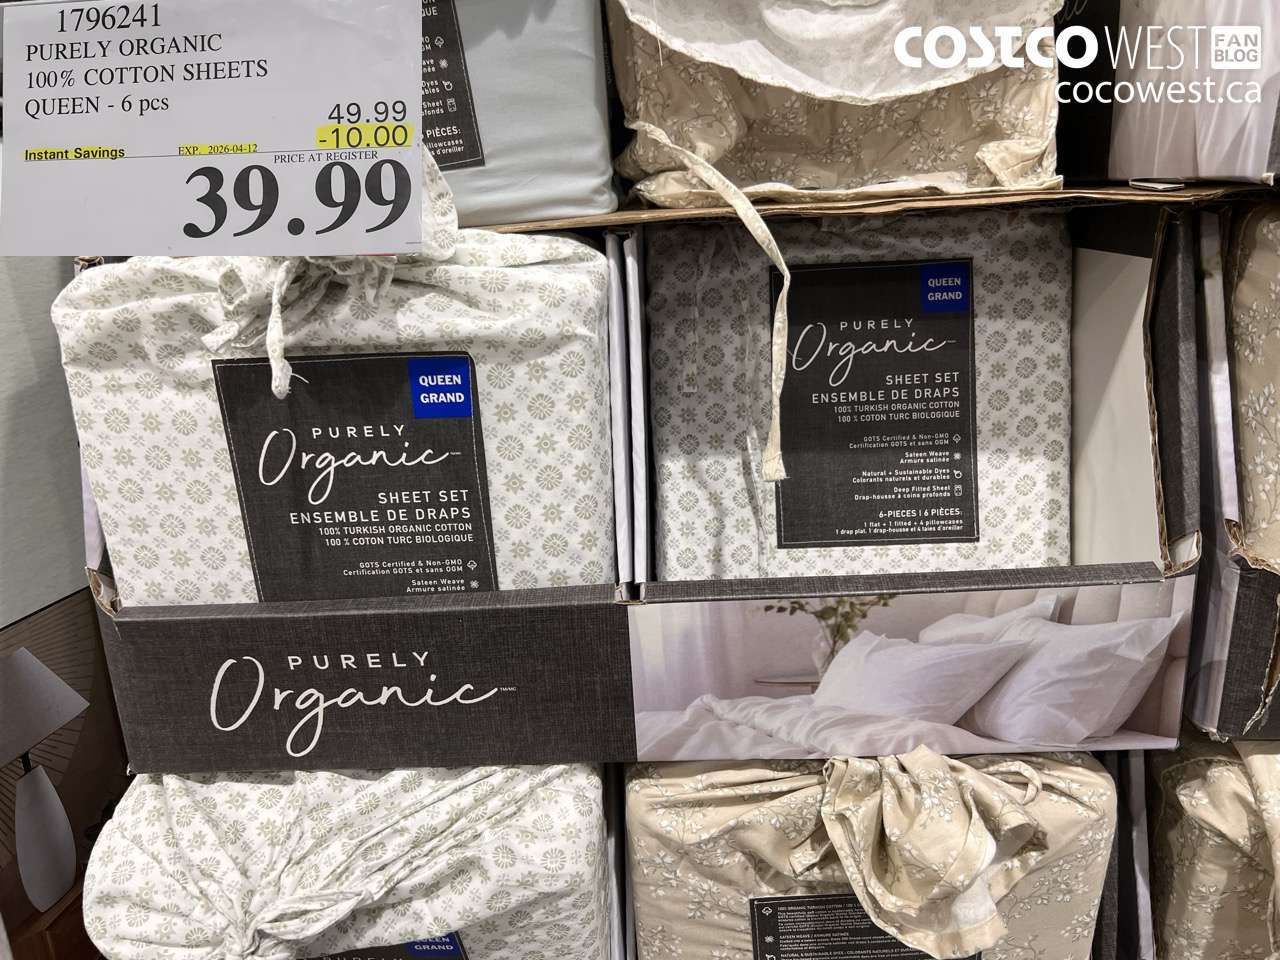 1796241
PURELY ORGANIC
100% COTTON SHEETS
QUEEN - 6 pcs
49.99
-10.00
Instant Savings
EXP. 2026-04-12
PRICE AT REGISTER
39.99
COSTCO WEST FAN BLOG
cocowest.ca
PIÈCES:
QUEEN
GRAND
PURELY
Organic
SHEET SET
ENSEMBLE DE DRAPS
100% TURKISH ORGANIC COTTON
100 % COTON TURC BIOLOGIQUE
GOTS Certified & Non-GMO
Certification GOTS et sans OGM
Sateen Weave
Armure satinée
QUEEN
GRAND
PURELY
Organic
SHEET SET
ENSEMBLE DE DRAPS
100% TURKISH ORGANIC COTTON
100 % COTON TURC BIOLOGIQUE
GOTS Certified & Non-GMO
Certification GOTS et sans OGM
Sateen Weave
Armure satinée
Natural + Sustainable Dyes
Colorants naturels et durables
Deep Fitted Sheet
Drap-housse à coins profonds
6-PIECES | 6 PIÈCES:
1 flat + 1 fitted + 4 pillowcases
1 drap plat, 1 drap-housse et 4 taies d'oreiller
PURELY
Organic
QUEEN
GRAND